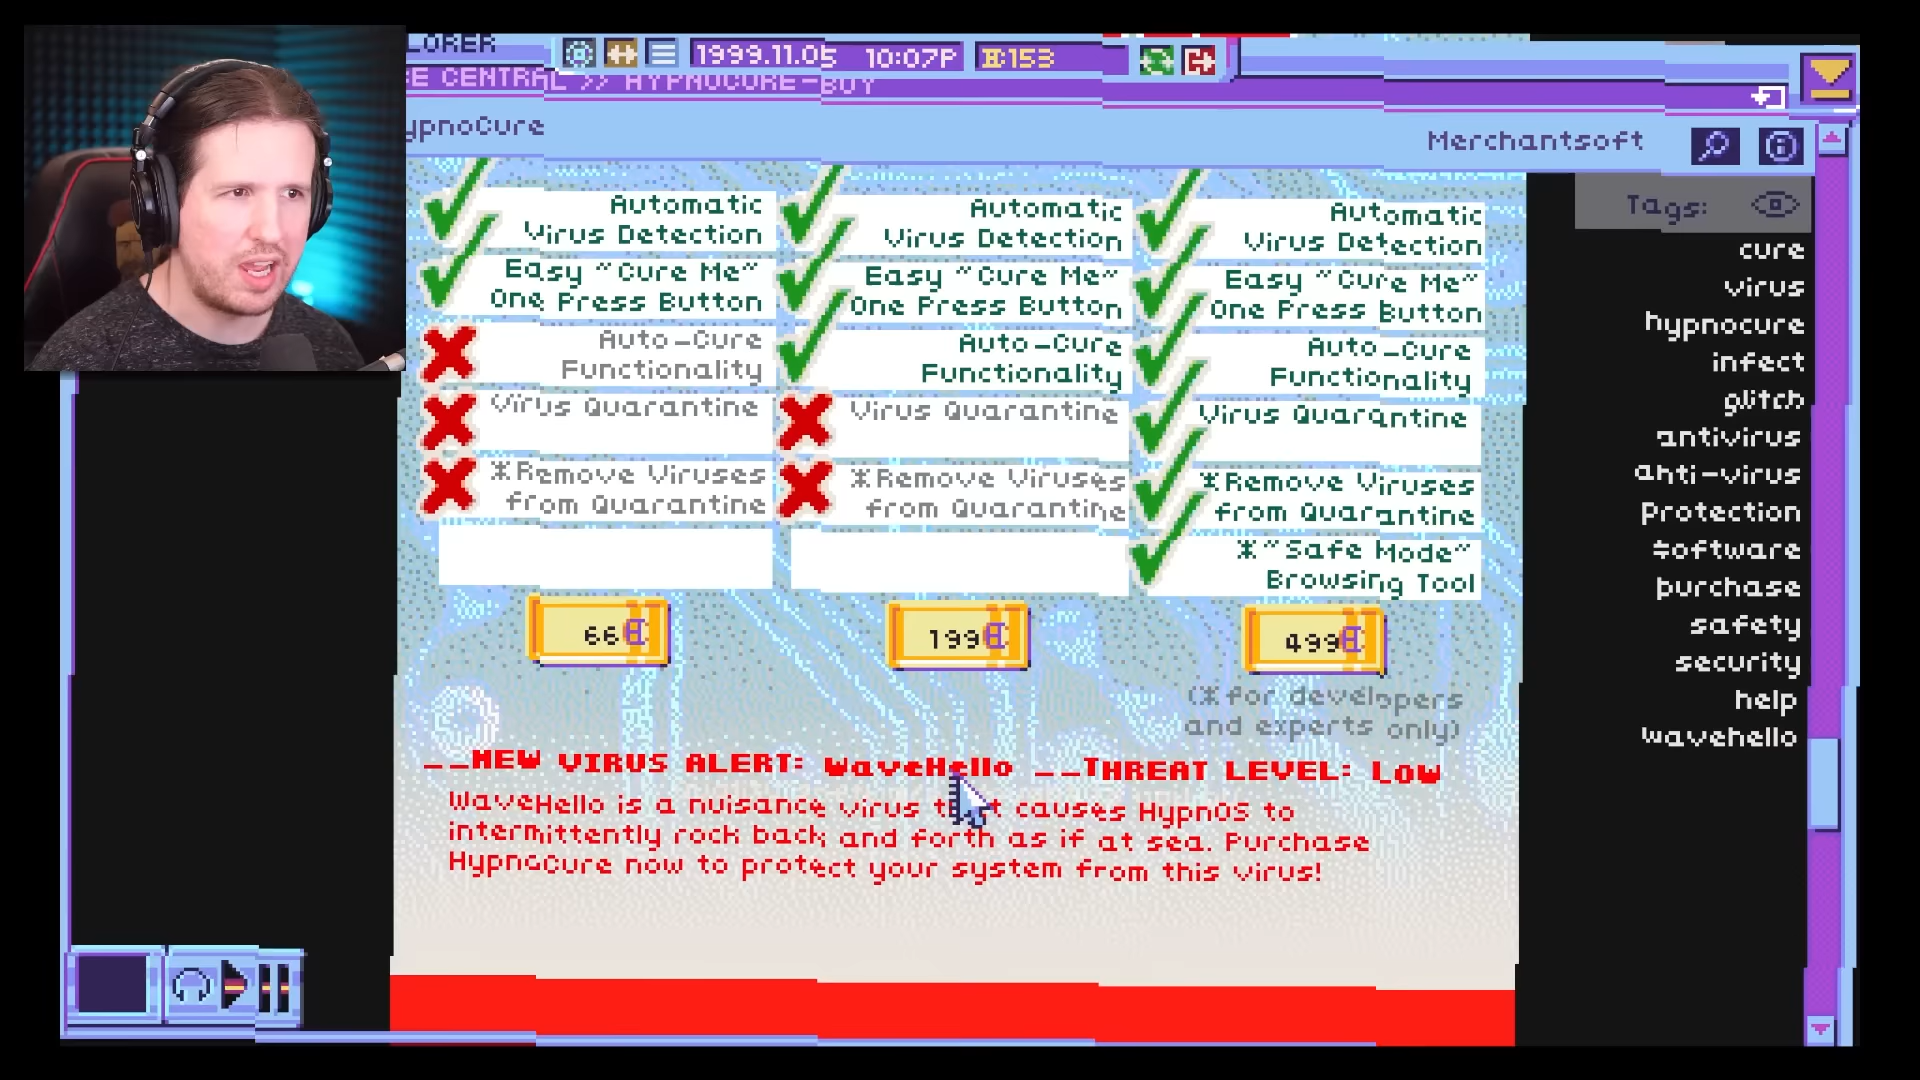 LORER
1999.11.05 10:07P
153
E CENTRAL >> HYPNOCURE-BUY
ypnoCure
Merchantsoft
Automatic
Virus Detection
Easy "Cure Me"
One Press Button
Auto-Cure
Functionality
Virus Quarantine
*Remove Viruses
from Quarantine
66
Automatic
Virus Detection
Easy "Cure Me"
One Press Button
Auto-Cure
Functionality
Virus Quarantine
*Remove Viruses
from Quarantine
199
Automatic
Virus Detection
Easy "Cure Me"
One Press Button
Auto-Cure
Functionality
Virus Quarantine
*Remove Viruses
from Quarantine
*"Safe Mode"
Browsing Tool
499
(* for developers
and experts only)
__NEW VIRUS ALERT: WaveHello __THREAT LEVEL: Low
WaveHello is a nuisance virus that causes HypnOS to
intermittently rock back and forth as if at sea. Purchase
HypnoCure now to protect your system from this virus!
Tags:
cure
virus
hypnocure
infect
glitch
antivirus
anti-virus
protection
software
purchase
safety
security
help
wavehello